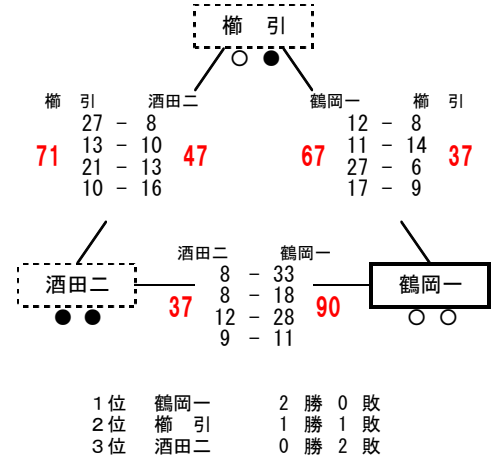 櫛 引
○ ●
櫛 引 酒田二
27 - 8
13 - 10
71 47
21 - 13
10 - 16
鶴岡一 櫛 引
12 - 8
11 - 14
67 37
27 - 6
17 - 9
酒田二 鶴岡一
8 - 33
8 - 18
37 90
12 - 28
9 - 11
酒田二
● ●
鶴岡一
○ ○
1位 鶴岡一 2 勝 0 敗
2位 櫛 引 1 勝 1 敗
3位 酒田二 0 勝 2 敗